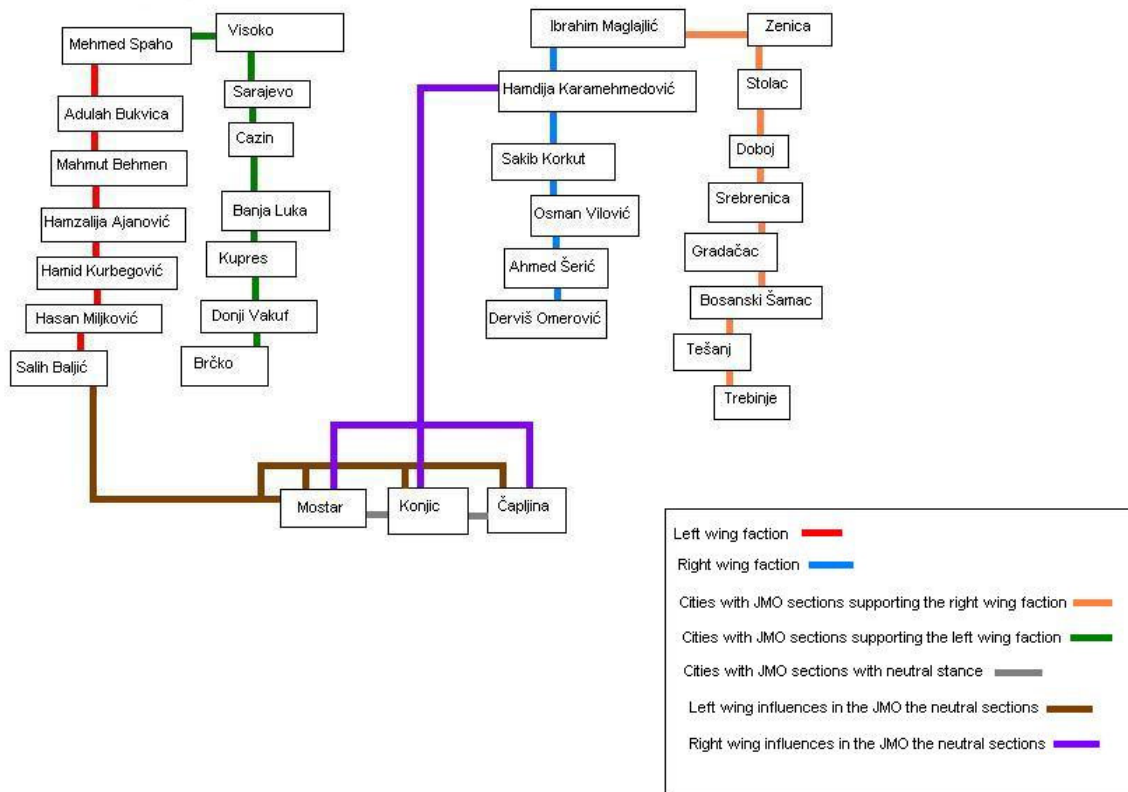 Mehmed Spaho
Adulah Bukvica
Mahmut Behmen
Hamzalija Ajanović
Hamid Kurbegović
Hasan Miljković
Salih Baljić
Visoko
Sarajevo
Cazin
Banja Luka
Kupres
Donji Vakuf
Brčko
Ibrahim Maglajlić
Hamdija Karamehmedović
Sakib Korkut
Osman Vilović
Ahmed Šerić
Derviš Omerović
Zenica
Stolac
Doboj
Srebrenica
Gradačac
Bosanski Šamac
Tešanj
Trebinje
Mostar
Konjic
Čapljina
Left wing faction
Right wing faction
Cities with JMO sections supporting the right wing faction
Cities with JMO sections supporting the left wing faction
Cities with JMO sections with neutral stance
Left wing influences in the JMO the neutral sections
Right wing influences in the JMO the neutral sections